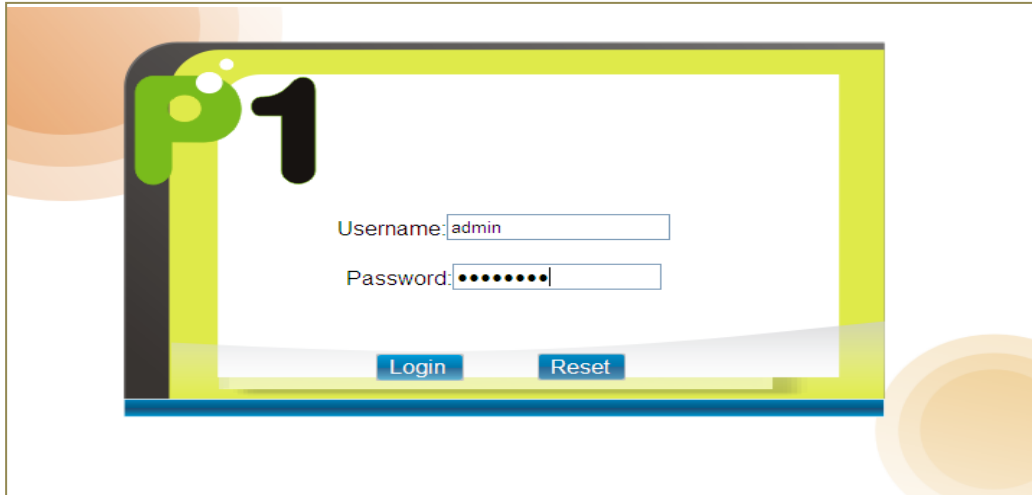 P1
Username: admin
Password: ••••••••
Login Reset